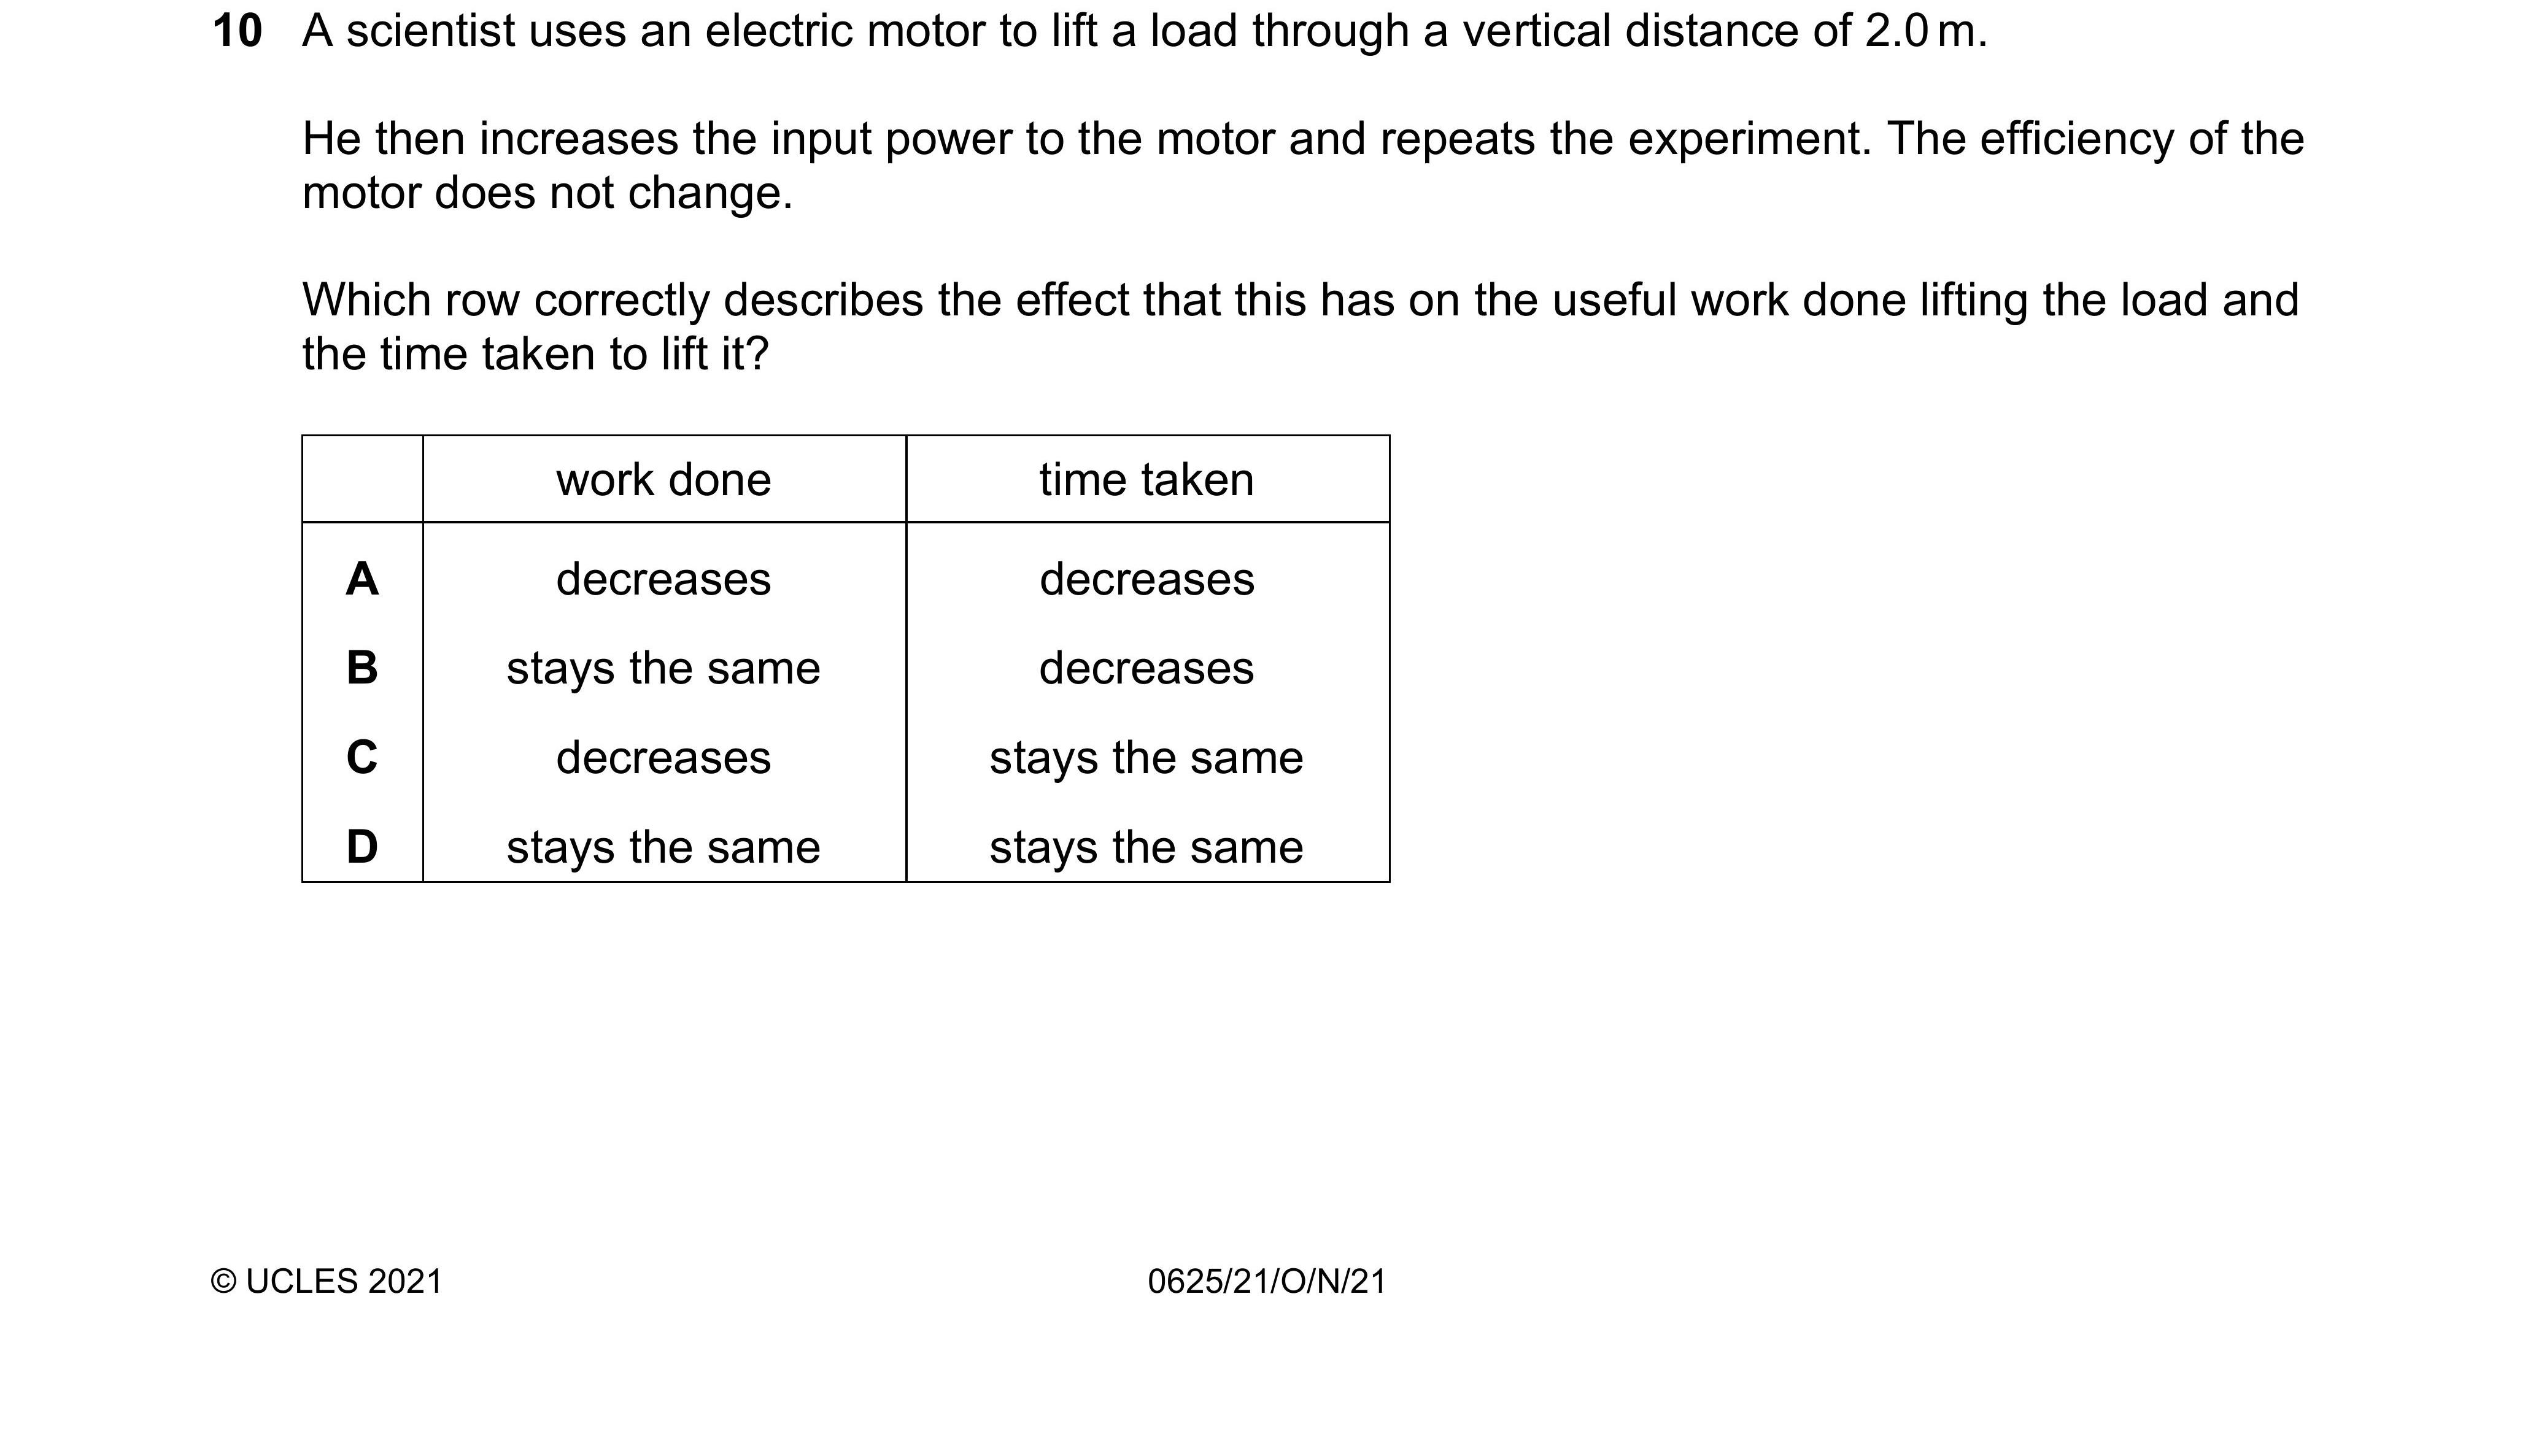 10 A scientist uses an electric motor to lift a load through a vertical distance of 2.0 m.
He then increases the input power to the motor and repeats the experiment. The efficiency of the
motor does not change.
Which row correctly describes the effect that this has on the useful work done lifting the load and
the time taken to lift it?
work done time taken
A decreases decreases
B stays the same decreases
C decreases stays the same
D stays the same stays the same
© UCLES 2021 0625/21/O/N/21